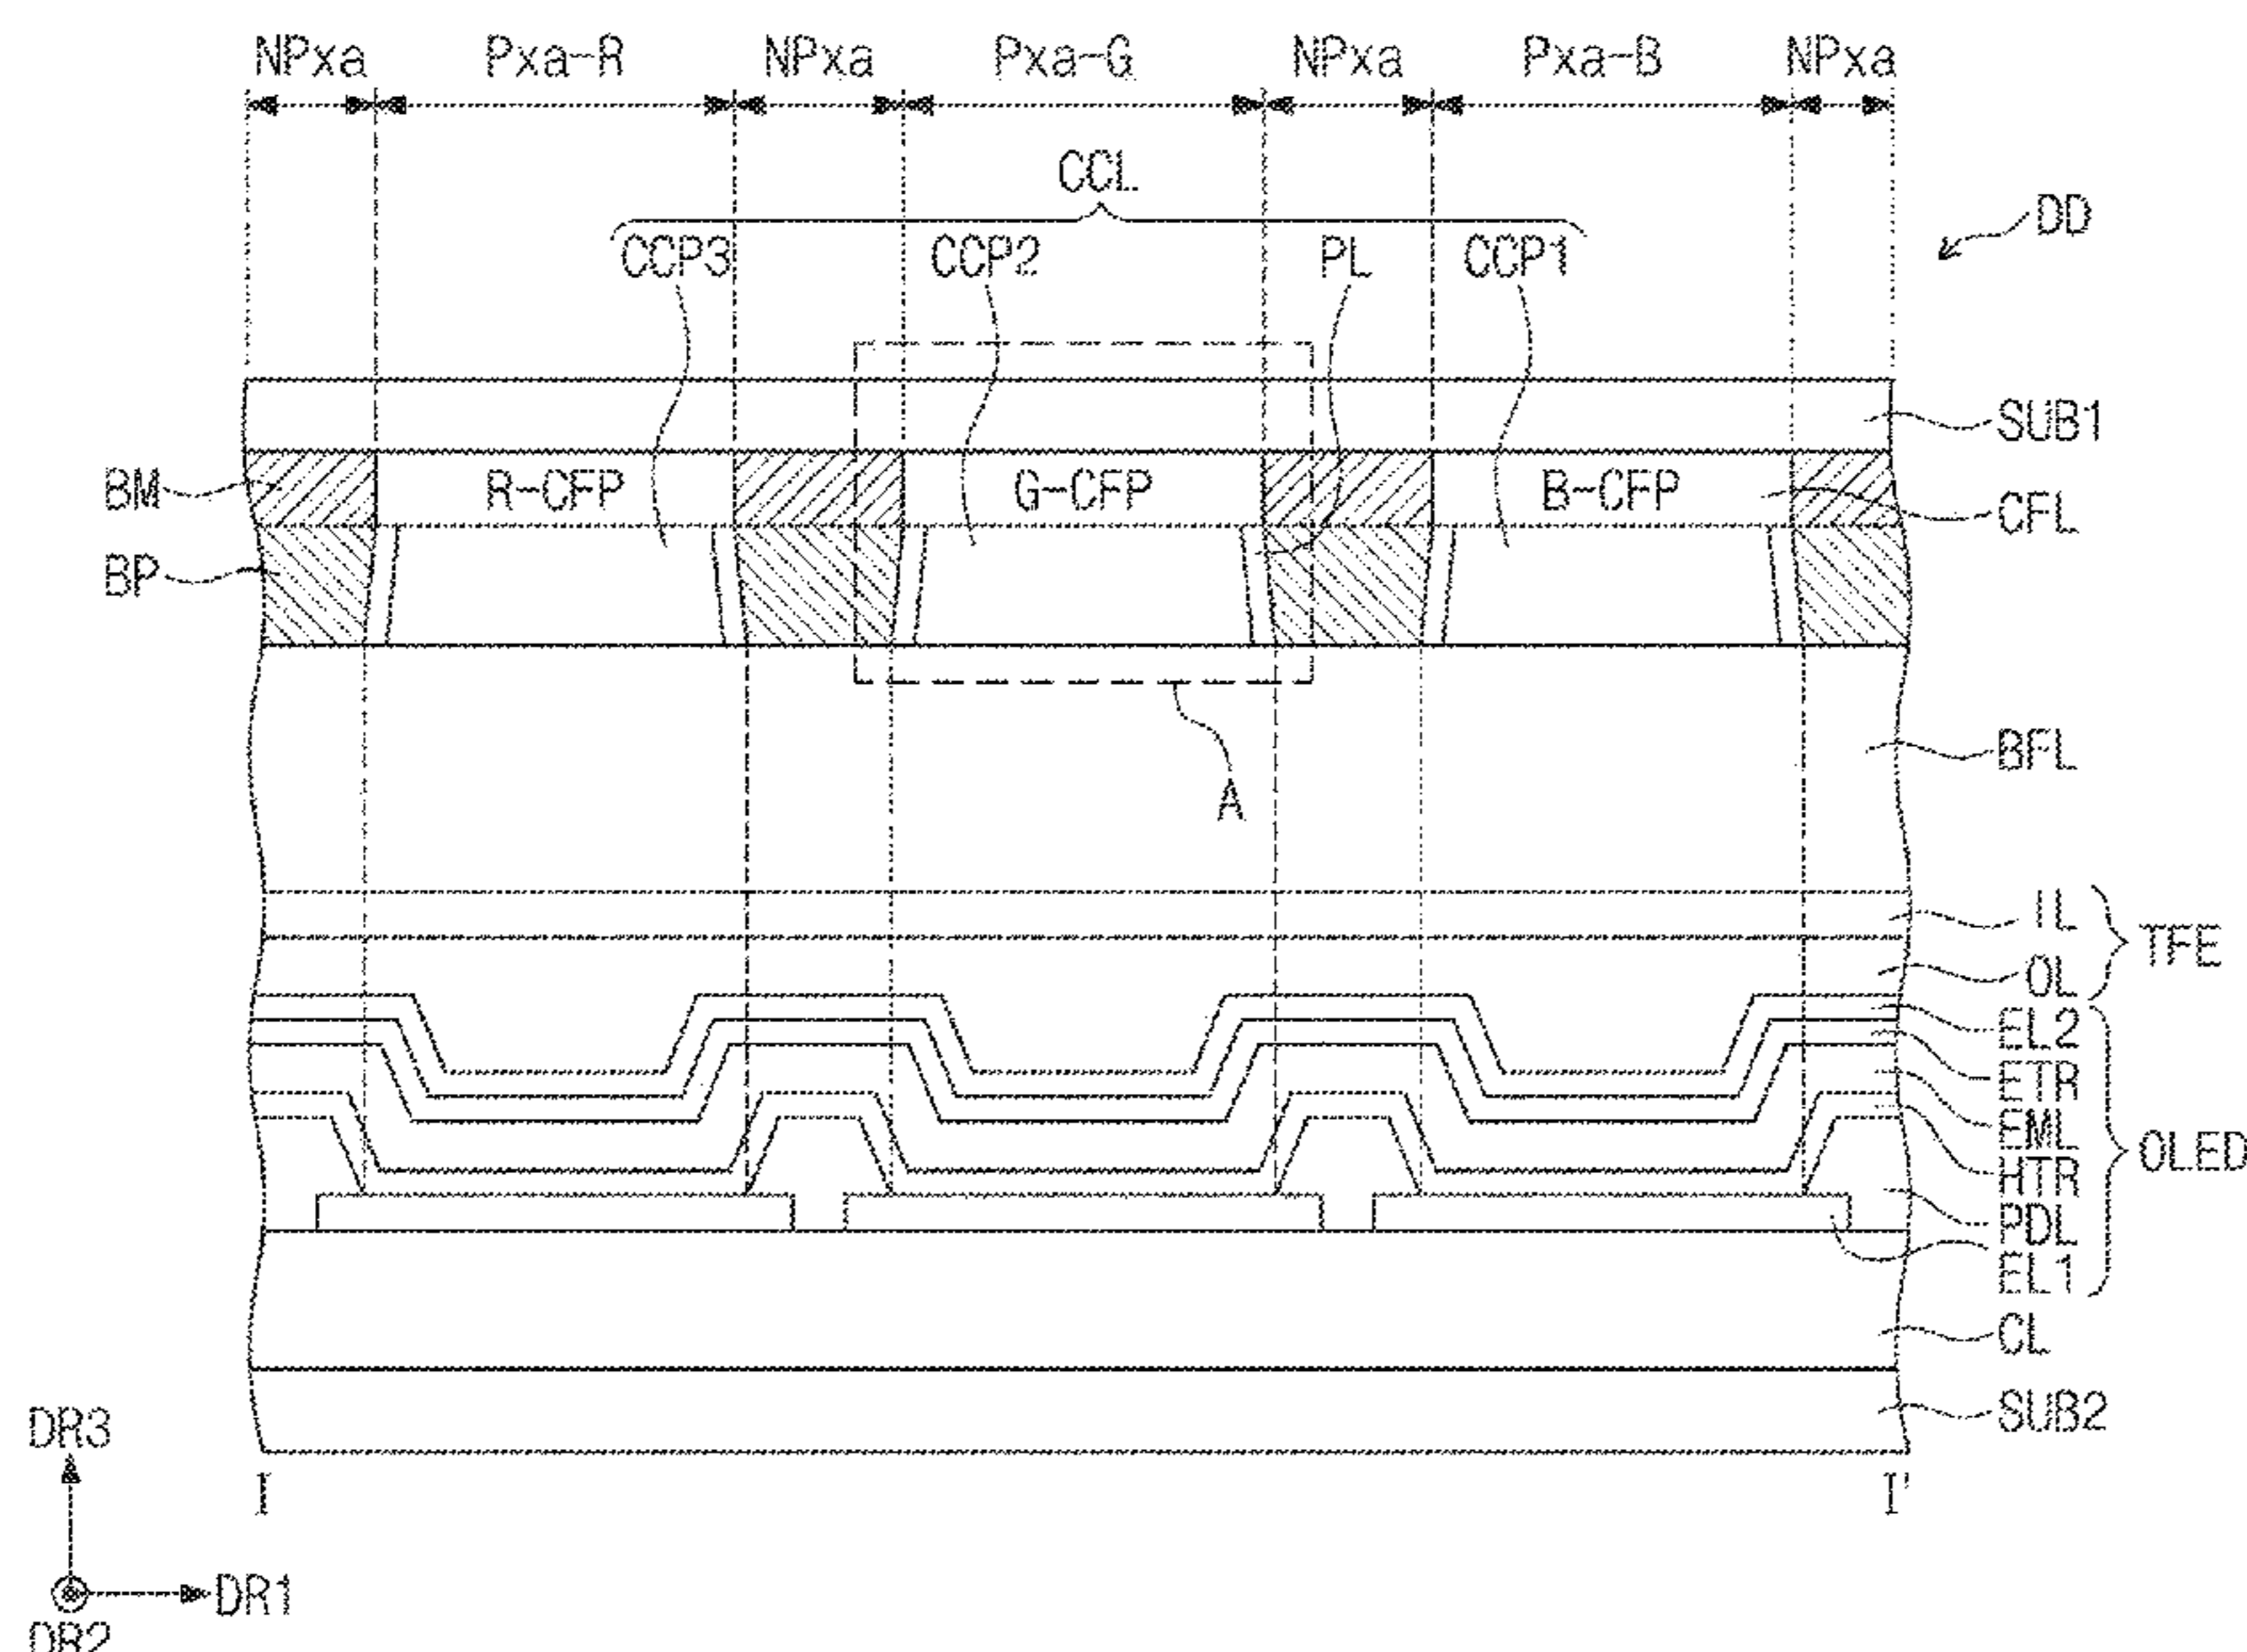 NPxa Pxa-R NPxa Pxa-G NPxa Pxa-B NPxa
CCL
DD
CCP3 CCP2 PL CCP1
SUB1
BM R-CFP G-CFP B-CFP CFL
BP
BFL
A
IL
TFE
OL
EL2
ETR
EML
OLED
HTR
PDL
EL1
CL
SUB2
DR3
I I'
DR1
DR2